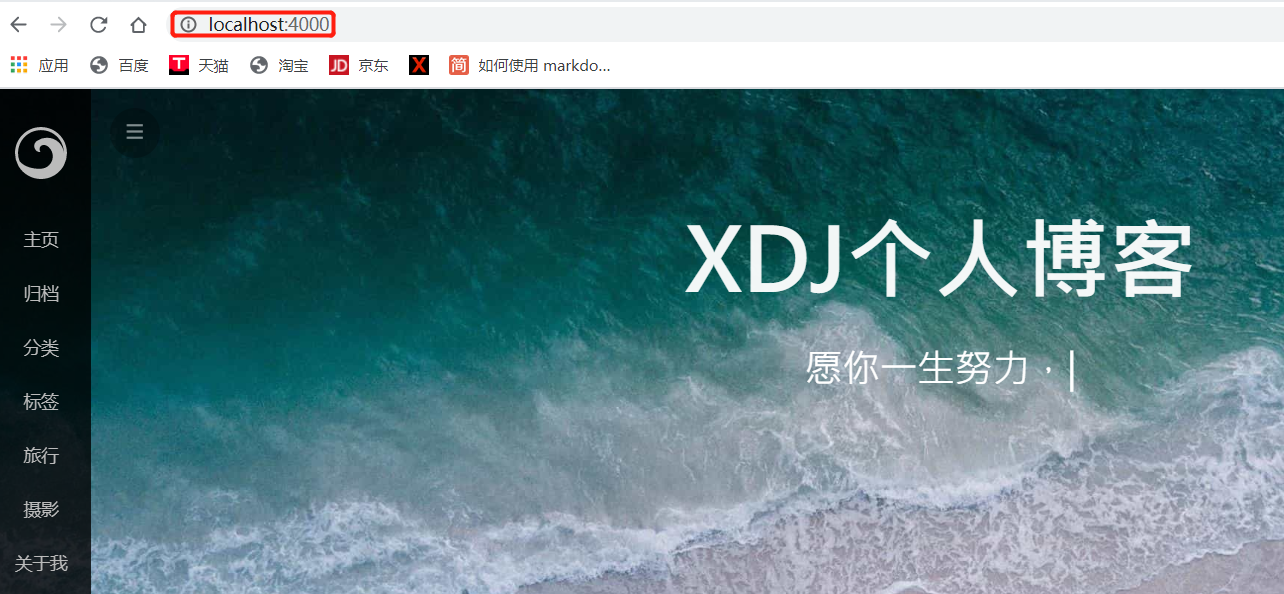 localhost:4000
应用 百度 T 天猫 淘宝 JD 京东 X 简 如何使用 markdo...
XDJ个人博客
愿你一生努力，|
主页
归档
分类
标签
旅行
摄影
关于我